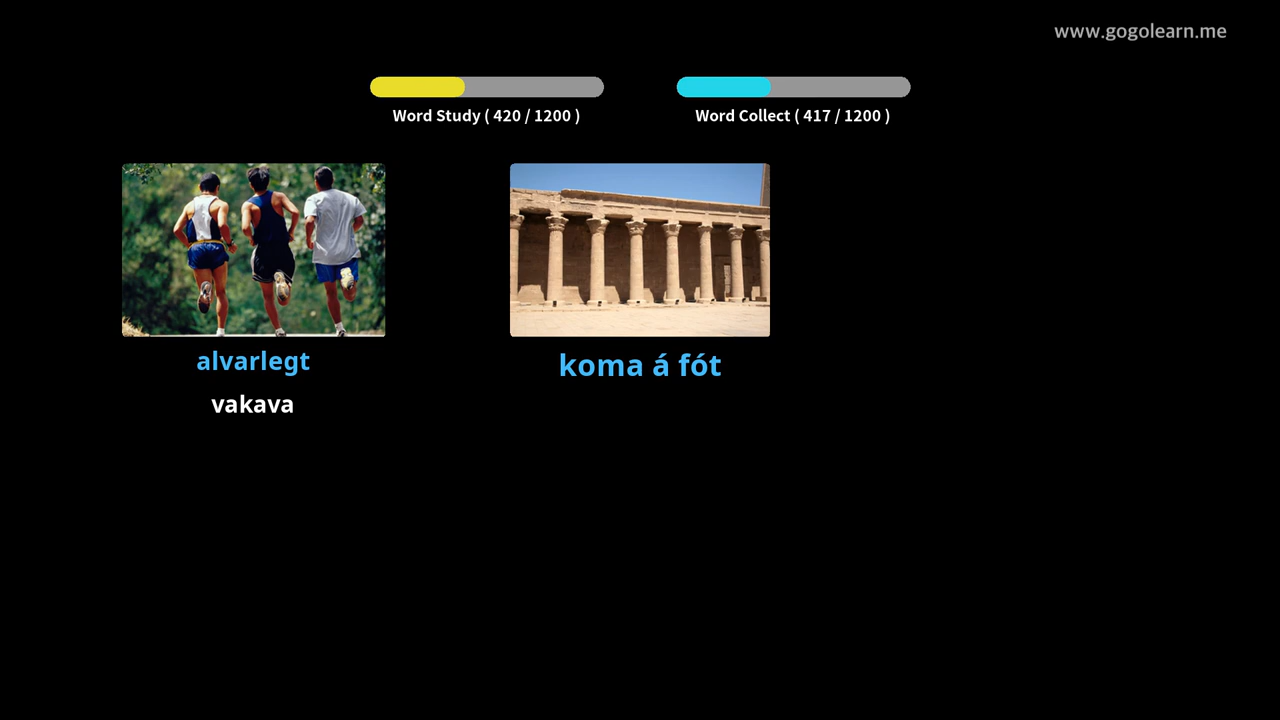 www.gogolearn.me
Word Study ( 420 / 1200 )
Word Collect ( 417 / 1200 )
alvarlegt
vakava
koma á fót